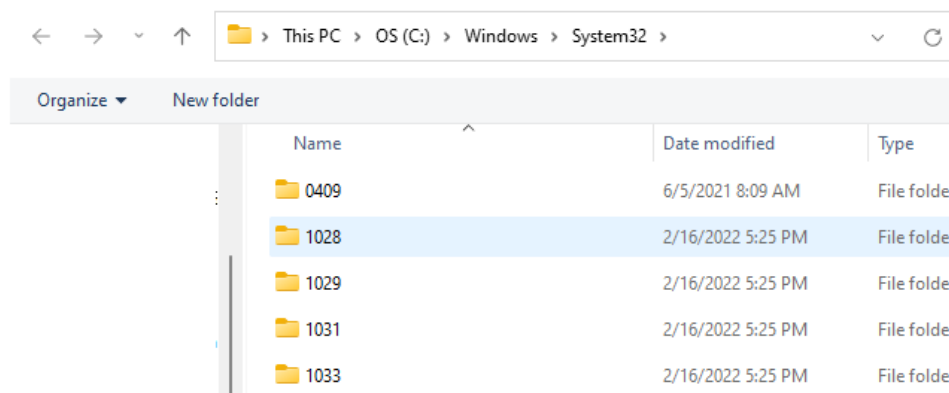 This PC > OS (C:) > Windows > System32 >
Organize New folder
Name Date modified Type
0409 6/5/2021 8:09 AM File folde
1028 2/16/2022 5:25 PM File folde
1029 2/16/2022 5:25 PM File folde
1031 2/16/2022 5:25 PM File folde
1033 2/16/2022 5:25 PM File folde